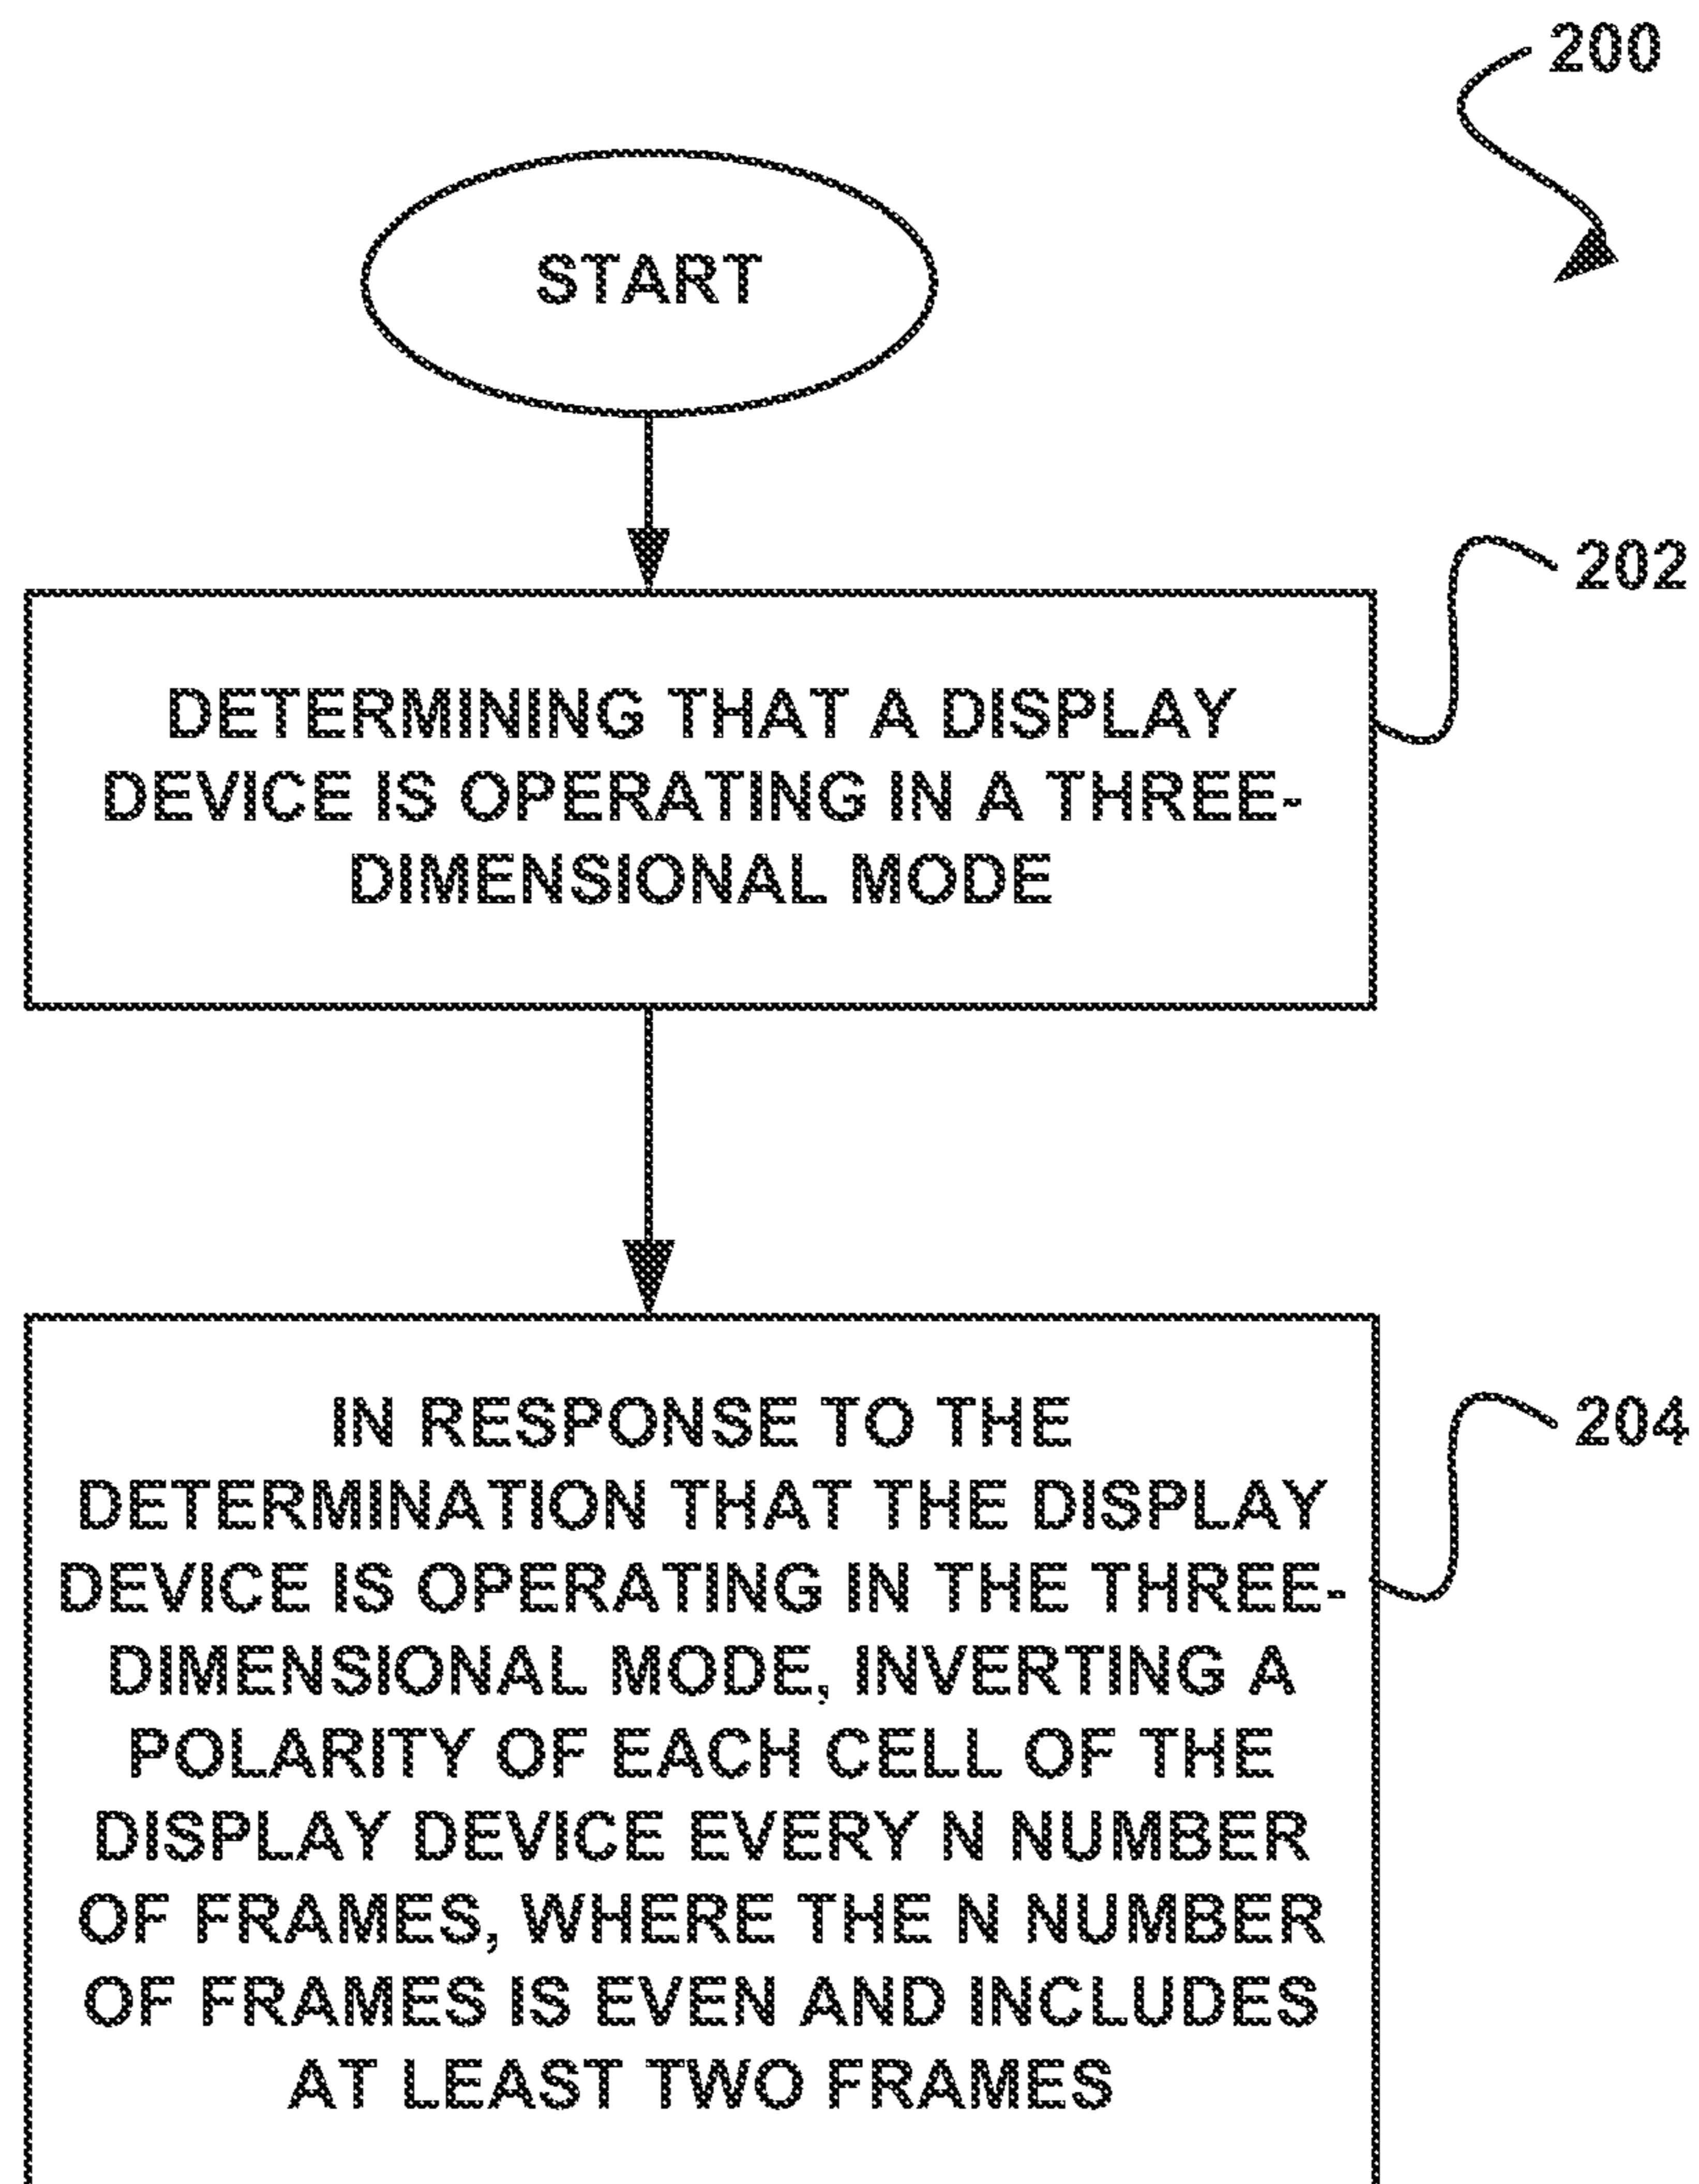 200
START
202
DETERMINING THAT A DISPLAY
DEVICE IS OPERATING IN A THREE-
DIMENSIONAL MODE
204
IN RESPONSE TO THE
DETERMINATION THAT THE DISPLAY
DEVICE IS OPERATING IN THE THREE-
DIMENSIONAL MODE, INVERTING A
POLARITY OF EACH CELL OF THE
DISPLAY DEVICE EVERY N NUMBER
OF FRAMES, WHERE THE N NUMBER
OF FRAMES IS EVEN AND INCLUDES
AT LEAST TWO FRAMES